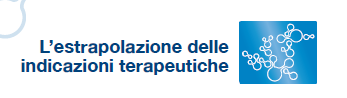 L’estrapolazione delle
indicazioni terapeutiche